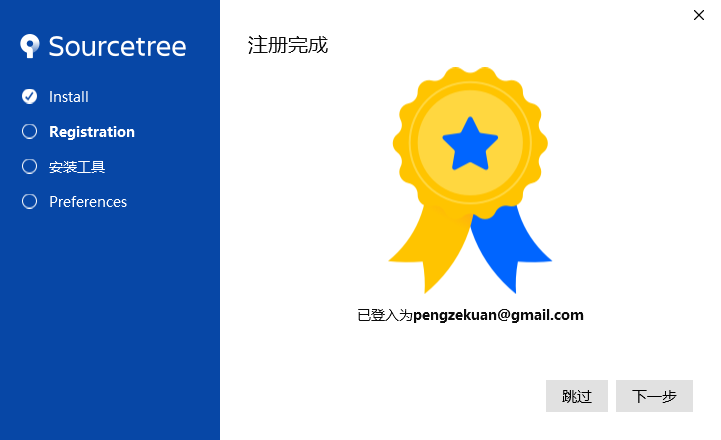 Sourcetree
Install
Registration
安装工具
Preferences
注册完成
已登入为pengzekuan@gmail.com
跳过
下一步